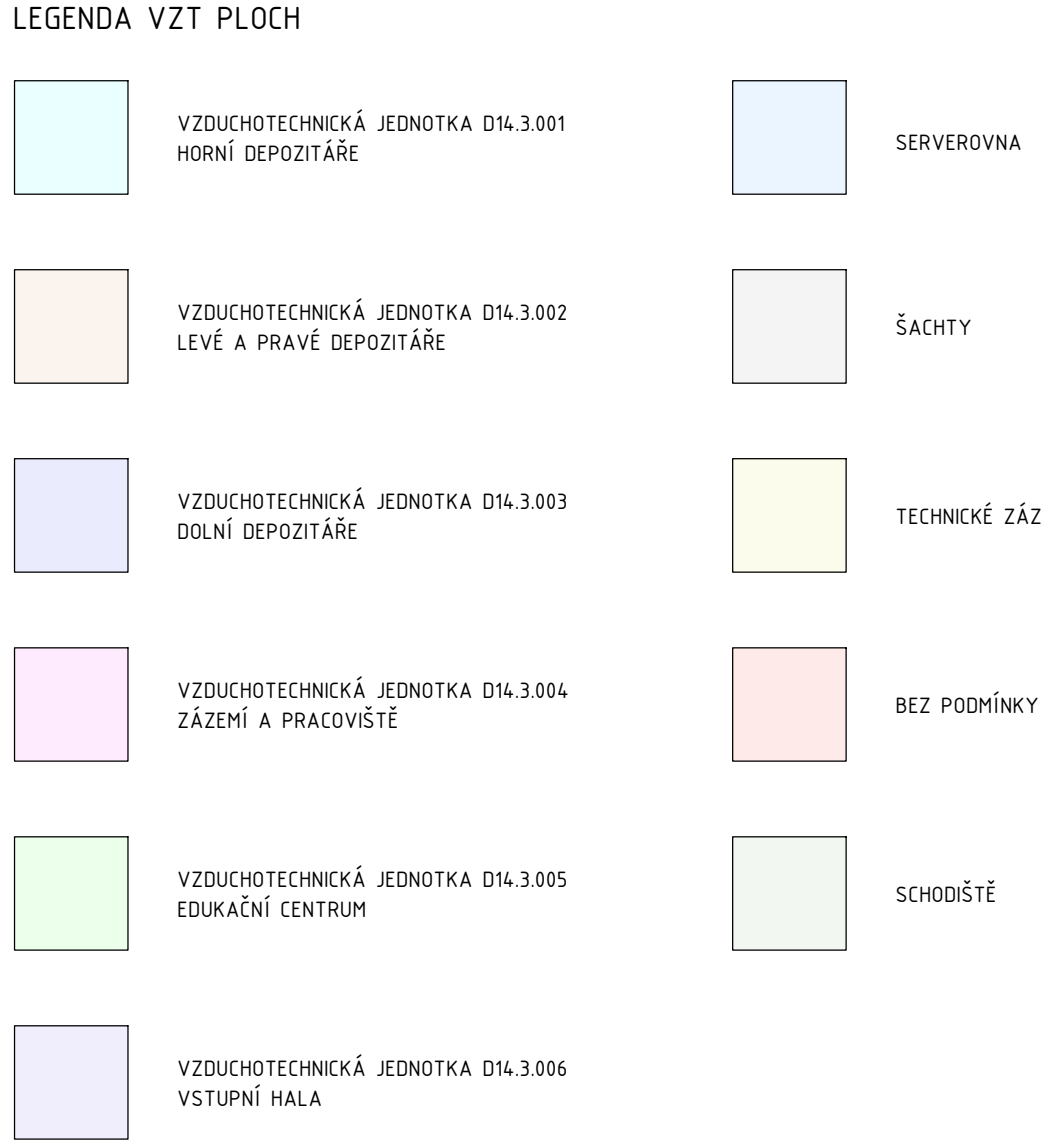 LEGENDA VZT PLOCH
VZDUCHOTECHNICKÁ JEDNOTKA D14.3.001
HORNÍ DEPOZITÁŘE
VZDUCHOTECHNICKÁ JEDNOTKA D14.3.002
LEVÉ A PRAVÉ DEPOZITÁŘE
VZDUCHOTECHNICKÁ JEDNOTKA D14.3.003
DOLNÍ DEPOZITÁŘE
VZDUCHOTECHNICKÁ JEDNOTKA D14.3.004
ZÁZEMÍ A PRACOVIŠTĚ
VZDUCHOTECHNICKÁ JEDNOTKA D14.3.005
EDUKAČNÍ CENTRUM
VZDUCHOTECHNICKÁ JEDNOTKA D14.3.006
VSTUPNÍ HALA
SERVEROVNA
ŠACHTY
TECHNICKÉ ZÁZ
BEZ PODMÍNKY
SCHODIŠTĚ